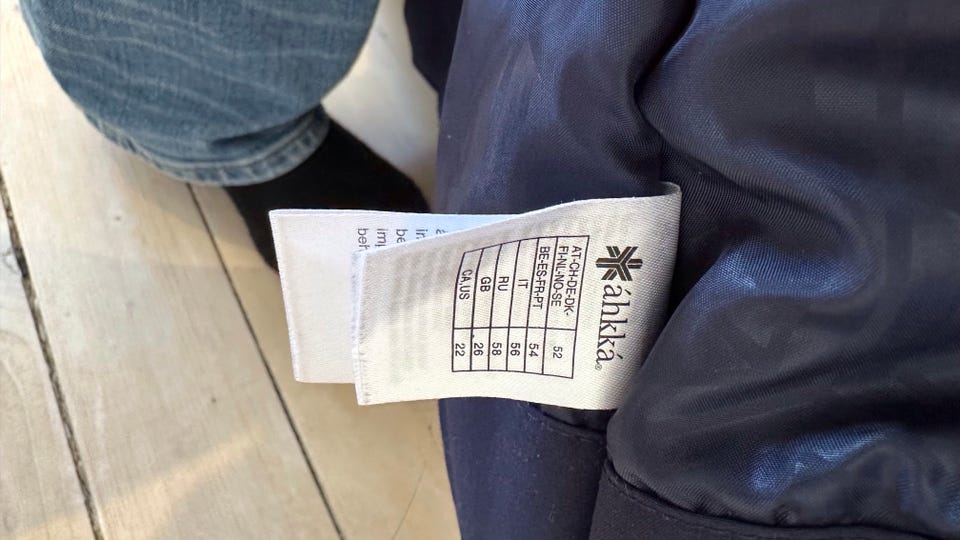 áhkká®
AT-CH-DE-DK-
FI-NL-NO-SE 52
BE-ES-FR-PT 54
IT 56
RU 58
GB 26
CA,US 22